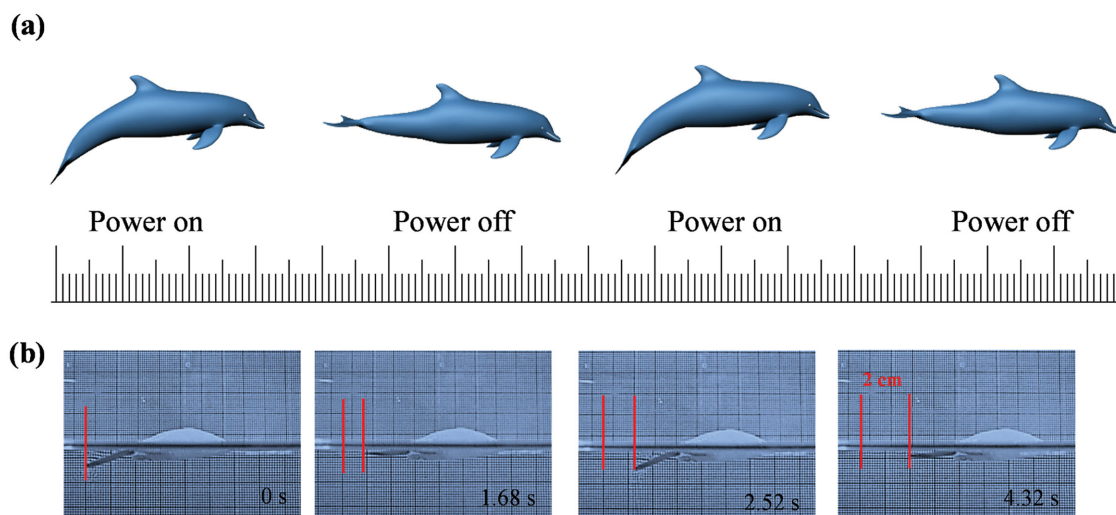 (a)
Power on
Power off
Power on
Power off
(b)
2 cm
0 s
1.68 s
2.52 s
4.32 s